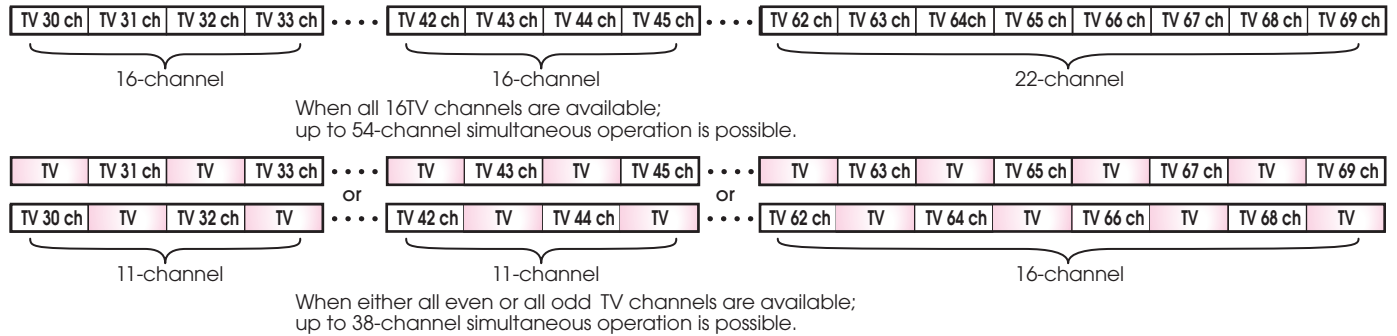 TV 30 ch TV 31 ch TV 32 ch TV 33 ch • • • • TV 42 ch TV 43 ch TV 44 ch TV 45 ch • • • • TV 62 ch TV 63 ch TV 64ch TV 65 ch TV 66 ch TV 67 ch TV 68 ch TV 69 ch
16-channel 16-channel 22-channel
When all 16TV channels are available;
up to 54-channel simultaneous operation is possible.
TV TV 31 ch TV TV 33 ch • • • • TV TV 43 ch TV TV 45 ch • • • • TV TV 63 ch TV TV 65 ch TV TV 67 ch TV TV 69 ch
or or
TV 30 ch TV TV 32 ch TV • • • • TV 42 ch TV TV 44 ch TV • • • • TV 62 ch TV TV 64 ch TV TV 66 ch TV TV 68 ch TV
11-channel 11-channel 16-channel
When either all even or all odd TV channels are available;
up to 38-channel simultaneous operation is possible.